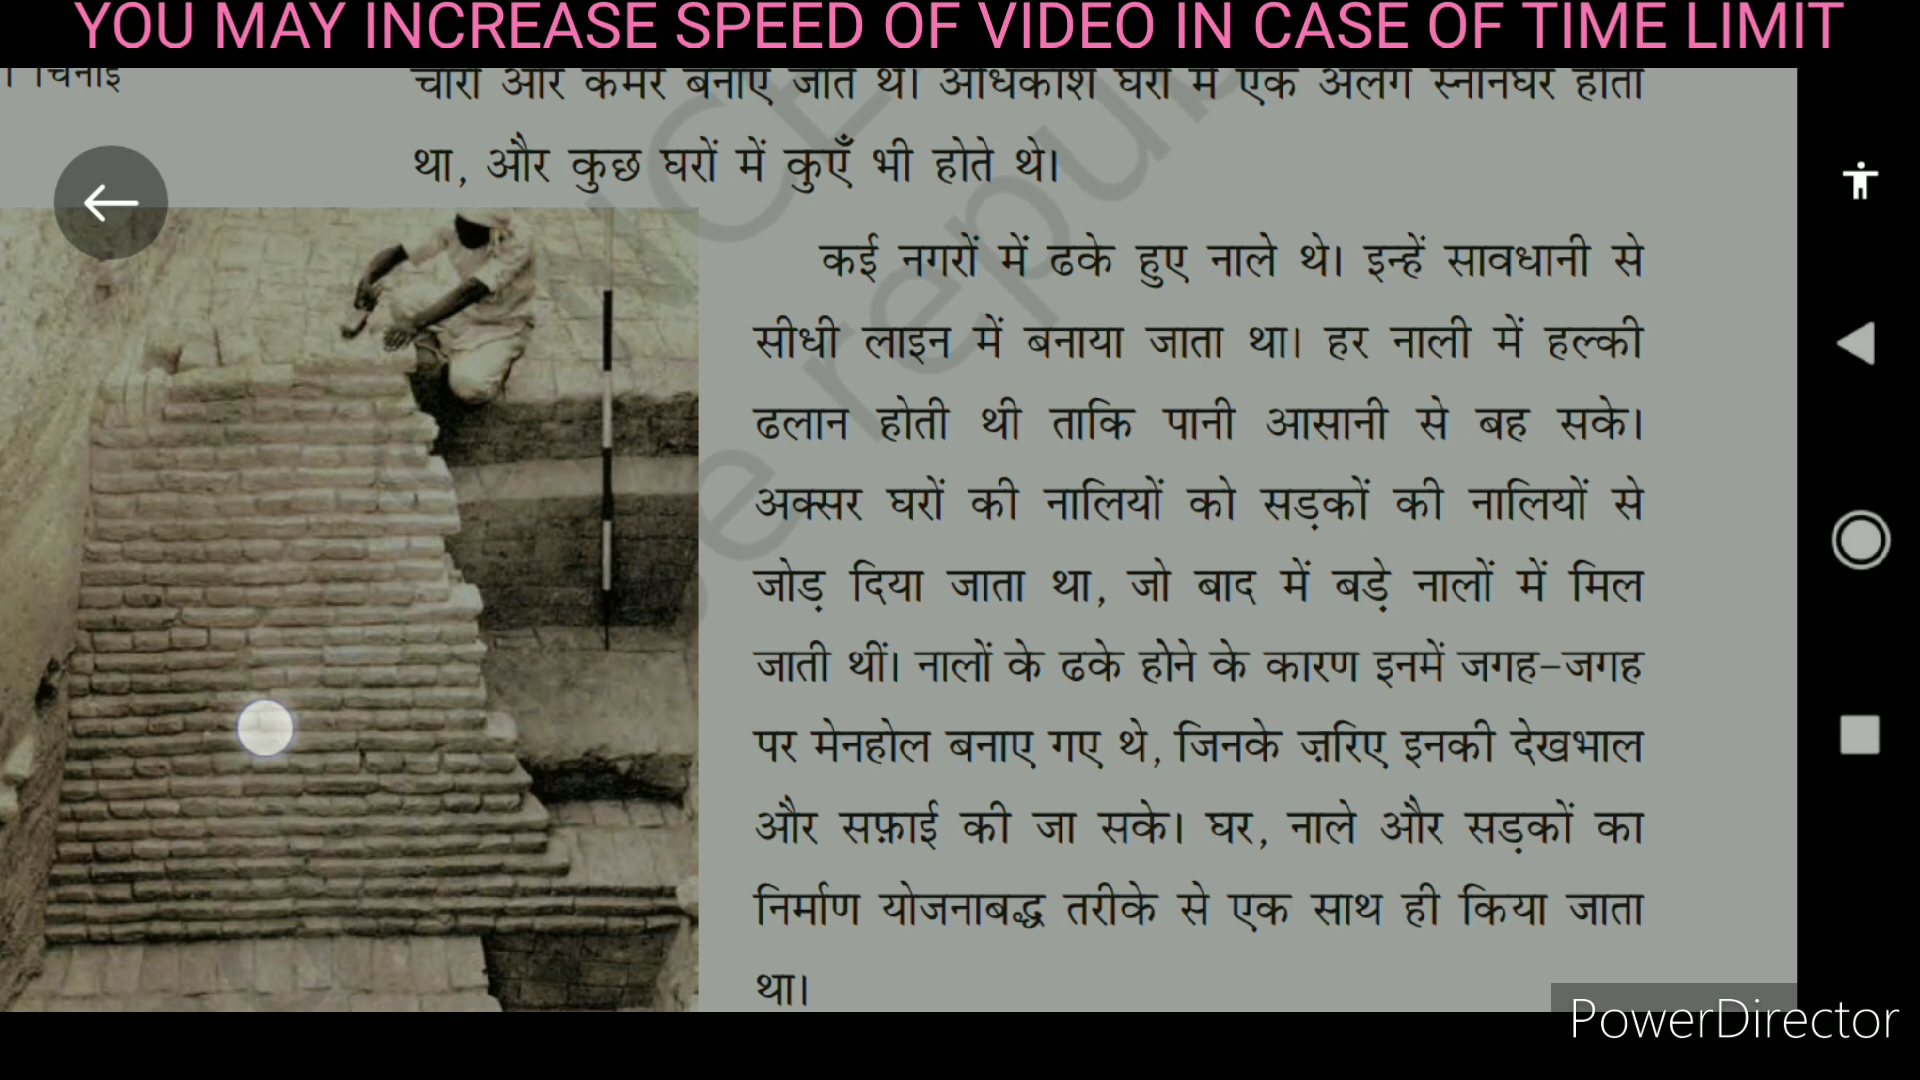 YOU MAY INCREASE SPEED OF VIDEO IN CASE OF TIME LIMIT
चिनाई
चारों ओर कमरे बनाए जाते थे। अधिकांश घरों में एक अलग स्नानघर होता
था, और कुछ घरों में कुएँ भी होते थे।
कई नगरों में ढके हुए नाले थे। इन्हें सावधानी से
सीधी लाइन में बनाया जाता था। हर नाली में हल्की
ढलान होती थी ताकि पानी आसानी से बह सके।
अक्सर घरों की नालियों को सड़कों की नालियों से
जोड़ दिया जाता था, जो बाद में बड़े नालों में मिल
जाती थीं। नालों के ढके होने के कारण इनमें जगह-जगह
पर मेनहोल बनाए गए थे, जिनके ज़रिए इनकी देखभाल
और सफ़ाई की जा सके। घर, नाले और सड़कों का
निर्माण योजनाबद्ध तरीके से एक साथ ही किया जाता
था।
PowerDirector